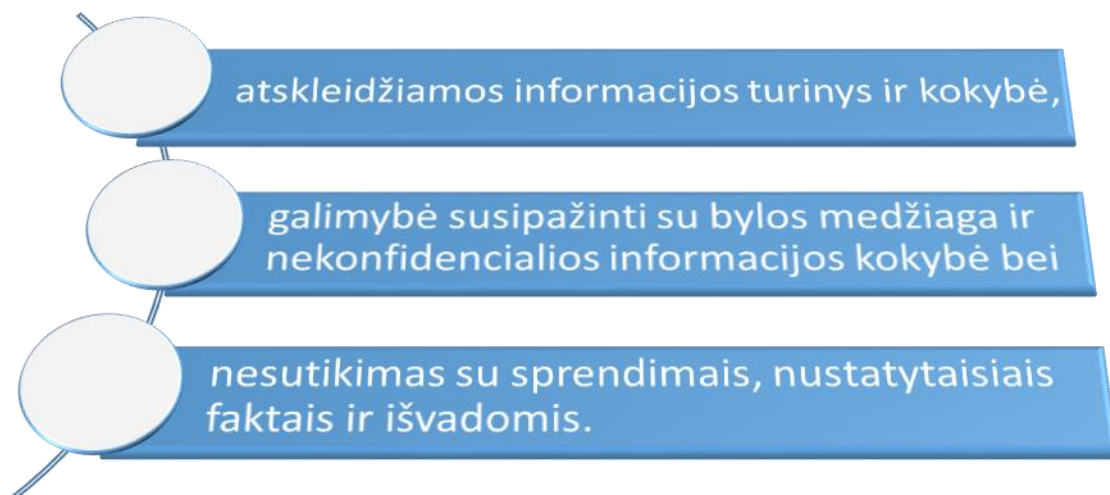 atskleidžiamos informacijos turinys ir kokybė,
galimybė susipažinti su bylos medžiaga ir
nekonfidencialios informacijos kokybė bei
nesutikimas su sprendimais, nustatytaisiais
faktais ir išvadomis.